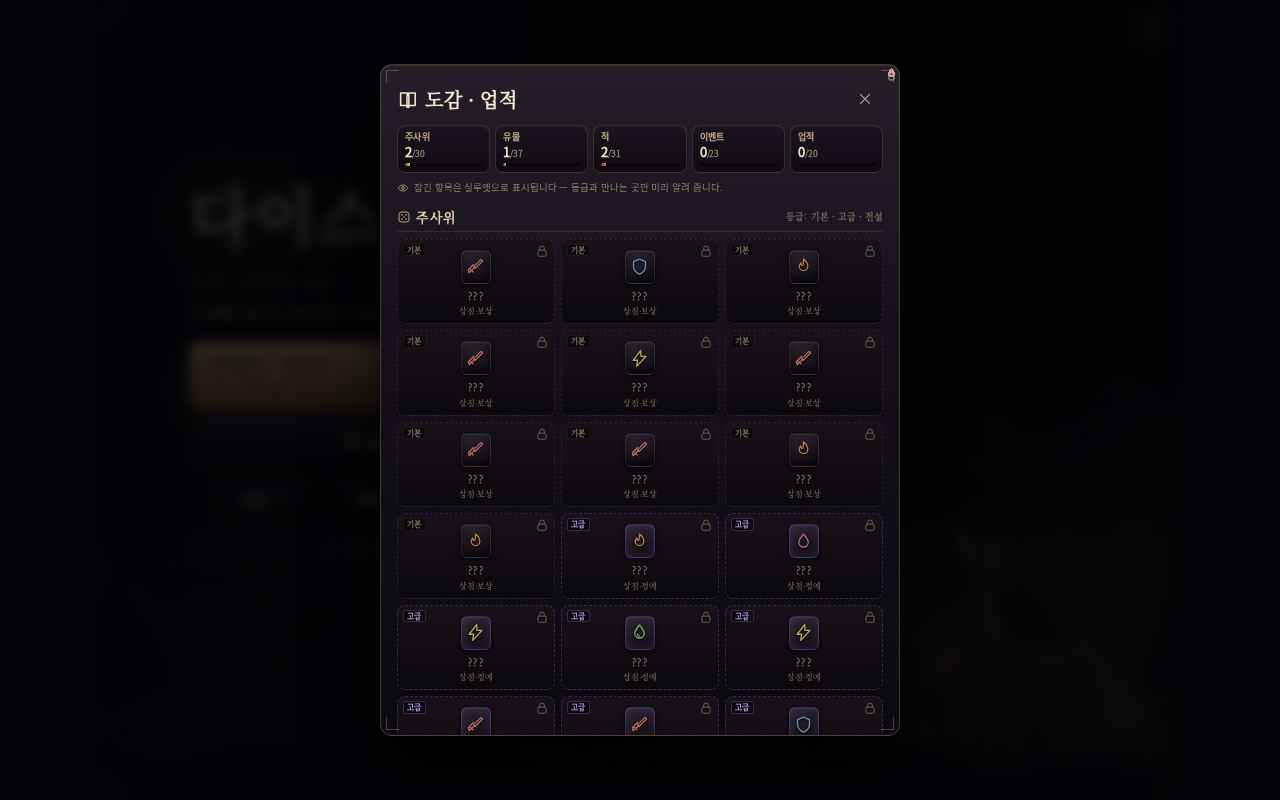 도감 · 업적
주사위 유물 적 이벤트 업적
2/30 1/37 2/31 0/23 0/20
잠긴 항목은 실루엣으로 표시됩니다 — 등급과 만나는 곳만 미리 알려 줍니다.
주사위 등급: 기본 · 고급 · 전설
기본 기본 기본
??? ??? ???
상점·보상 상점·보상 상점·보상
기본 기본 기본
??? ??? ???
상점·보상 상점·보상 상점·보상
기본 기본 기본
??? ??? ???
상점·보상 상점·보상 상점·보상
기본 고급 고급
??? ??? ???
상점·보상 상점·정예 상점·정예
고급 고급 고급
??? ??? ???
상점·정예 상점·정예 상점·정예
고급 고급 고급
다이스